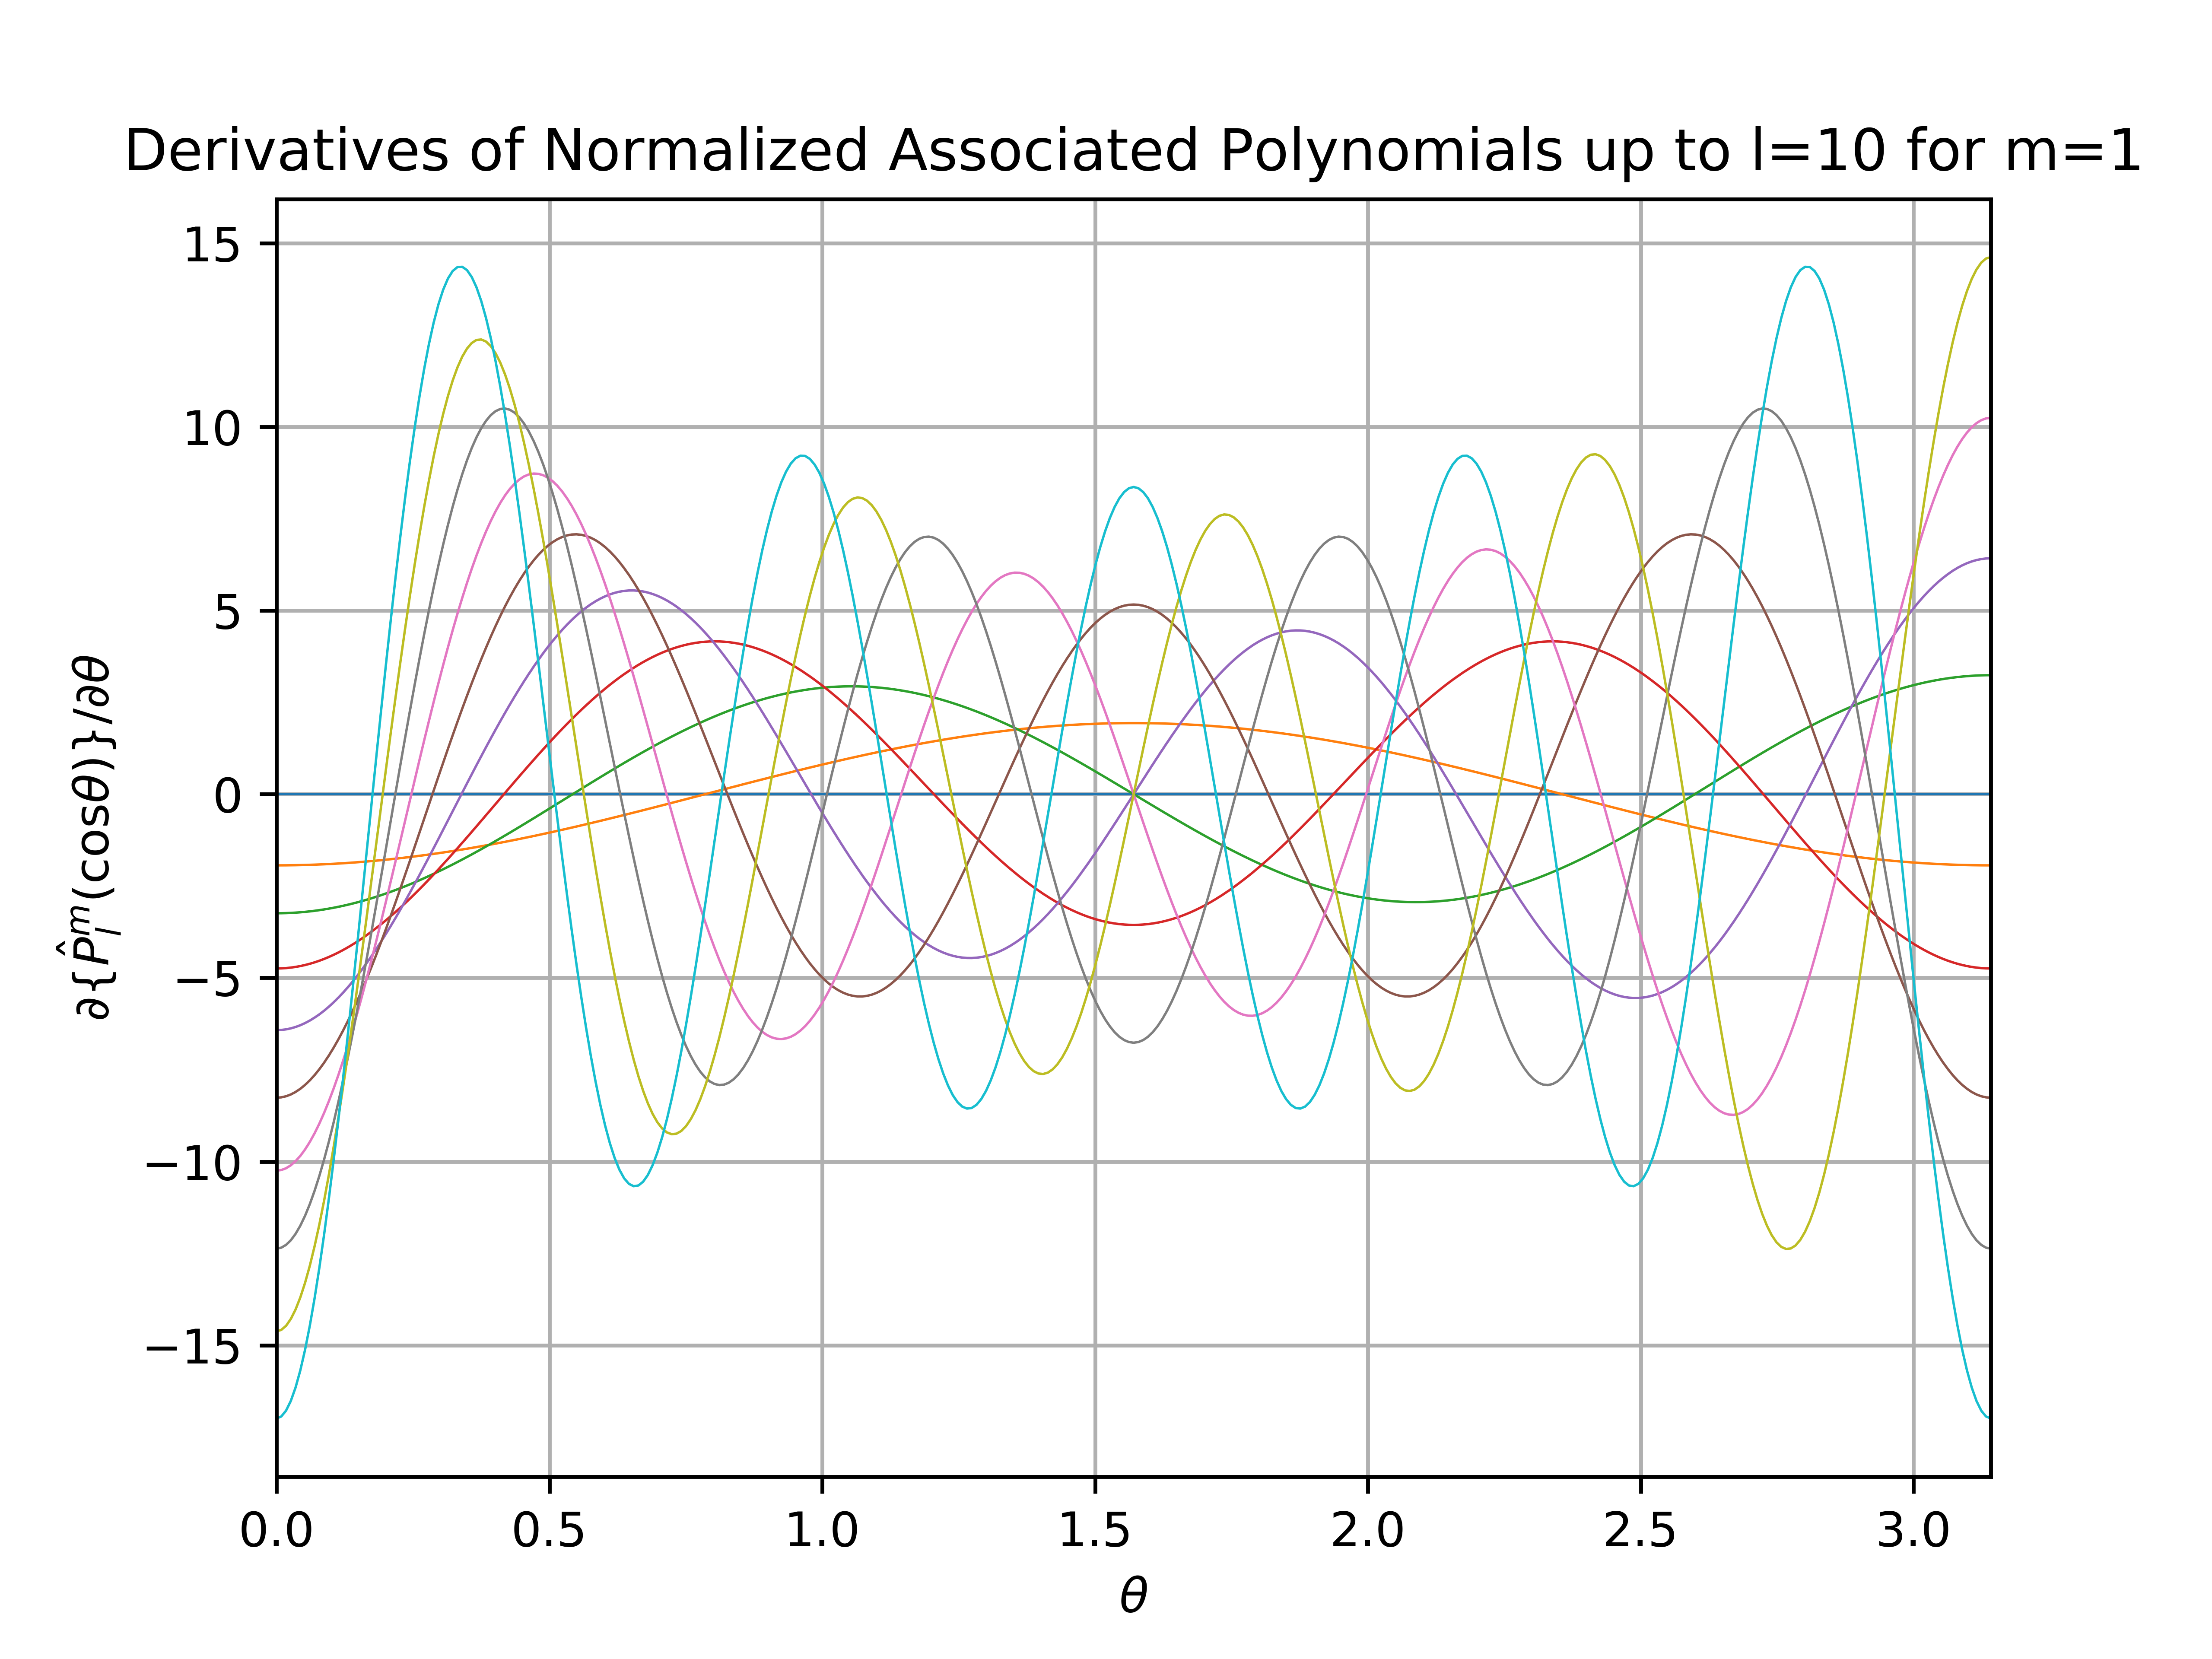 Derivatives of Normalized Associated Polynomials up to l=10 for m=1
15
10
5
0
−5
−10
−15
∂{P̂ₗᵐ(cosθ)}/∂θ
0.0 0.5 1.0 1.5 2.0 2.5 3.0
θ